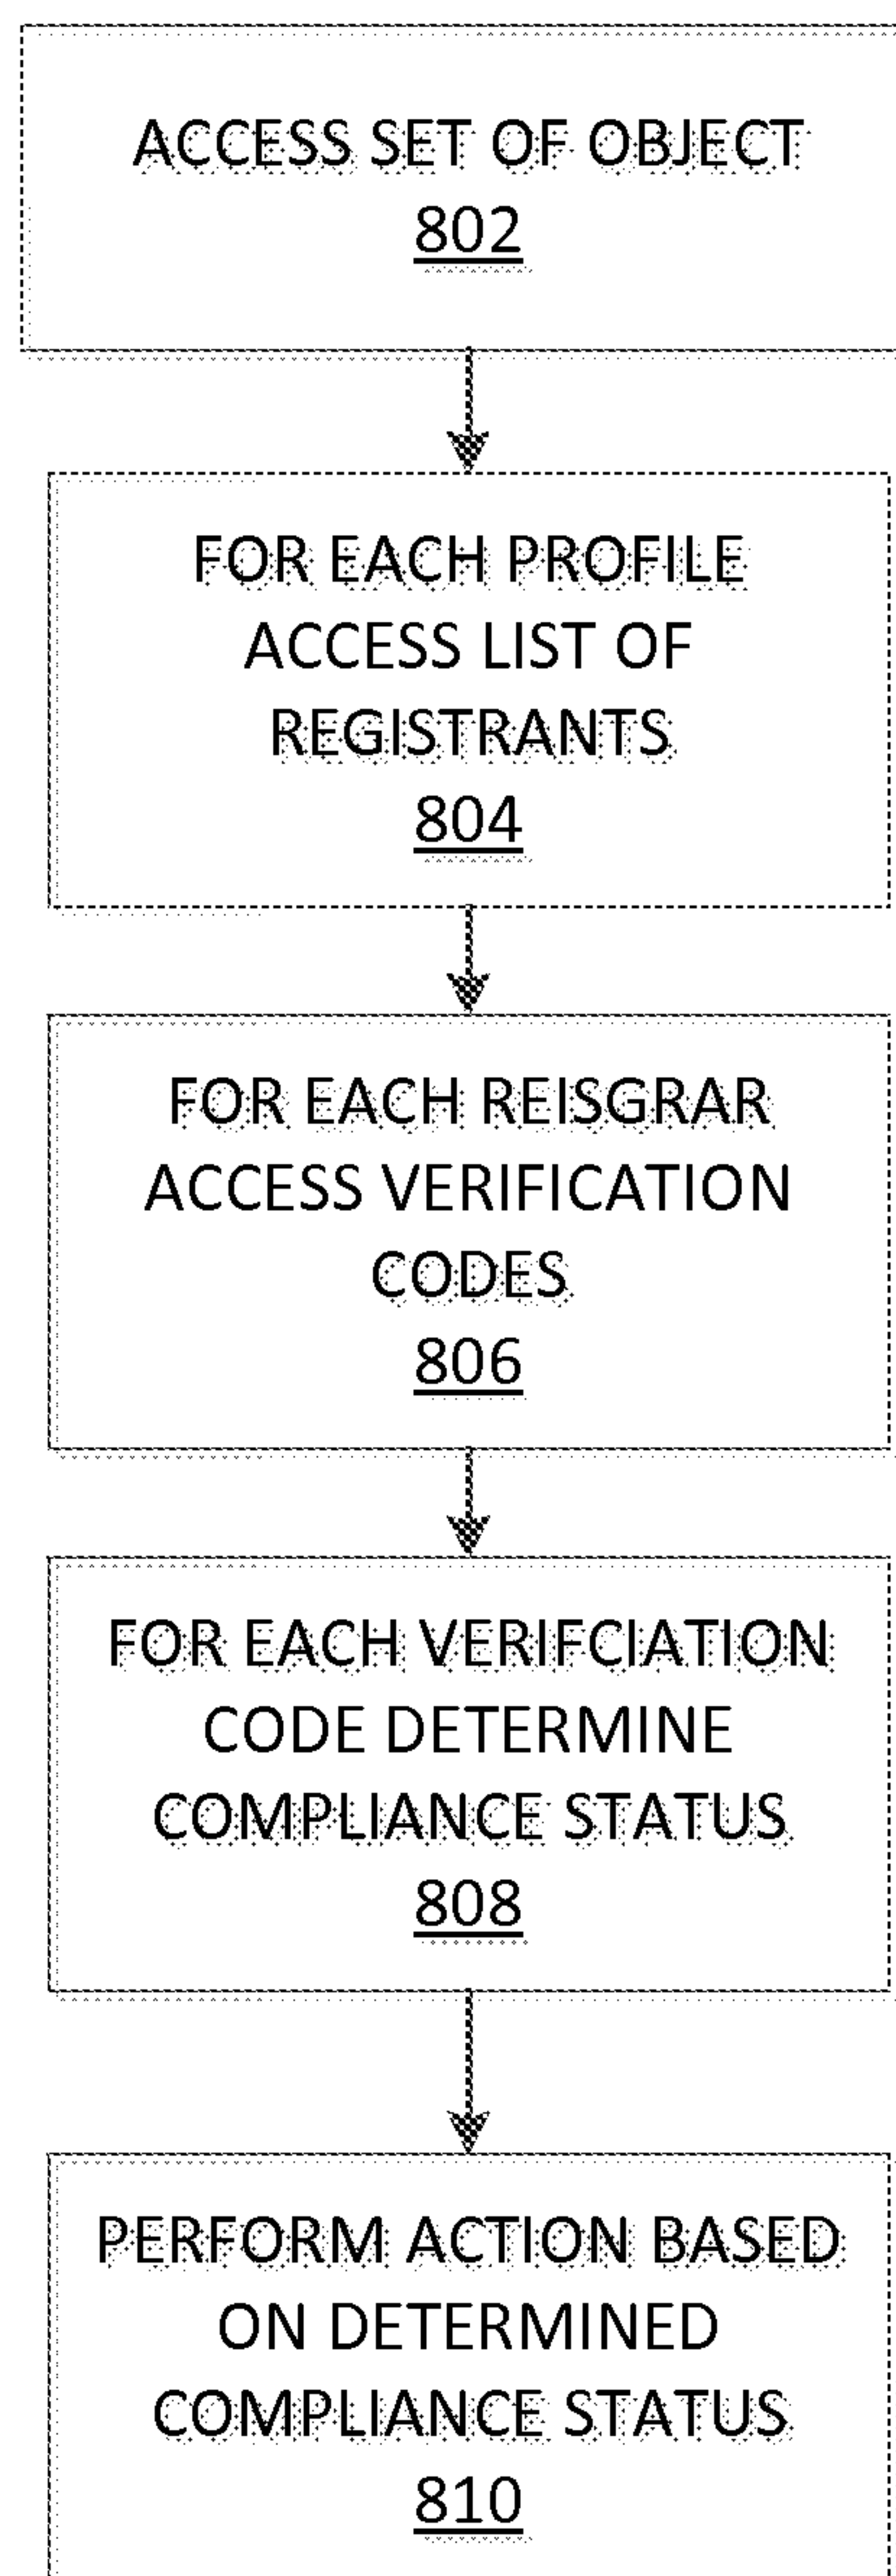 ACCESS SET OF OBJECT
802
FOR EACH PROFILE
ACCESS LIST OF
REGISTRANTS
804
FOR EACH REISGRAR
ACCESS VERIFICATION
CODES
806
FOR EACH VERIFCIATION
CODE DETERMINE
COMPLIANCE STATUS
808
PERFORM ACTION BASED
ON DETERMINED
COMPLIANCE STATUS
810